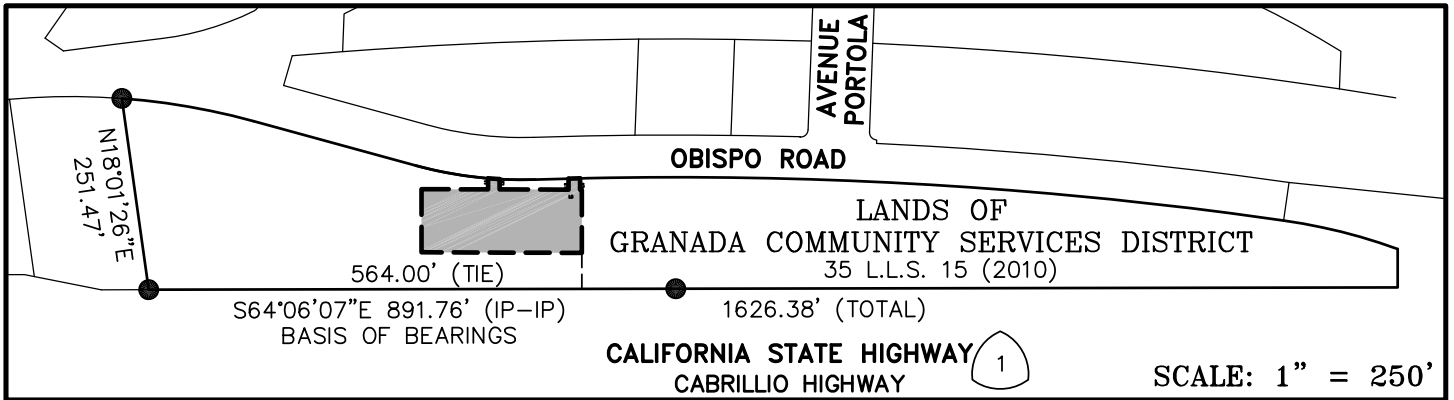 AVENUE
PORTOLA
N18°01'26"E
251.47'
OBISPO ROAD
LANDS OF
GRANADA COMMUNITY SERVICES DISTRICT
35 L.L.S. 15 (2010)
564.00' (TIE)
S64°06'07"E 891.76' (IP-IP)
BASIS OF BEARINGS
1626.38' (TOTAL)
CALIFORNIA STATE HIGHWAY
1
CABRILLIO HIGHWAY
SCALE: 1" = 250'